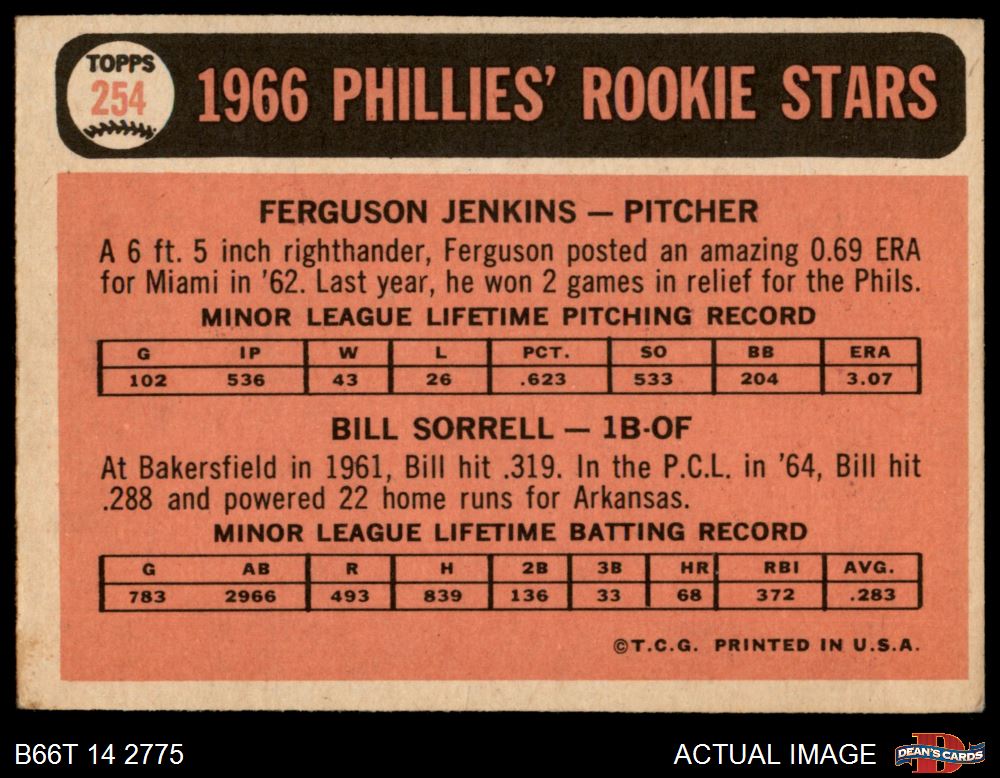 TOPPS
254
1966 PHILLIES' ROOKIE STARS
FERGUSON JENKINS — PITCHER
A 6 ft. 5 inch righthander, Ferguson posted an amazing 0.69 ERA
for Miami in '62. Last year, he won 2 games in relief for the Phils.
MINOR LEAGUE LIFETIME PITCHING RECORD
G IP W L PCT. SO BB ERA
102 536 43 26 .623 533 204 3.07
BILL SORRELL — 1B-OF
At Bakersfield in 1961, Bill hit .319. In the P.C.L. in '64, Bill hit
.288 and powered 22 home runs for Arkansas.
MINOR LEAGUE LIFETIME BATTING RECORD
G AB R H 2B 3B HR RBI AVG.
783 2966 493 839 136 33 68 372 .283
©T.C.G. PRINTED IN U.S.A.
B66T 14 2775 ACTUAL IMAGE DEAN'S CARDS